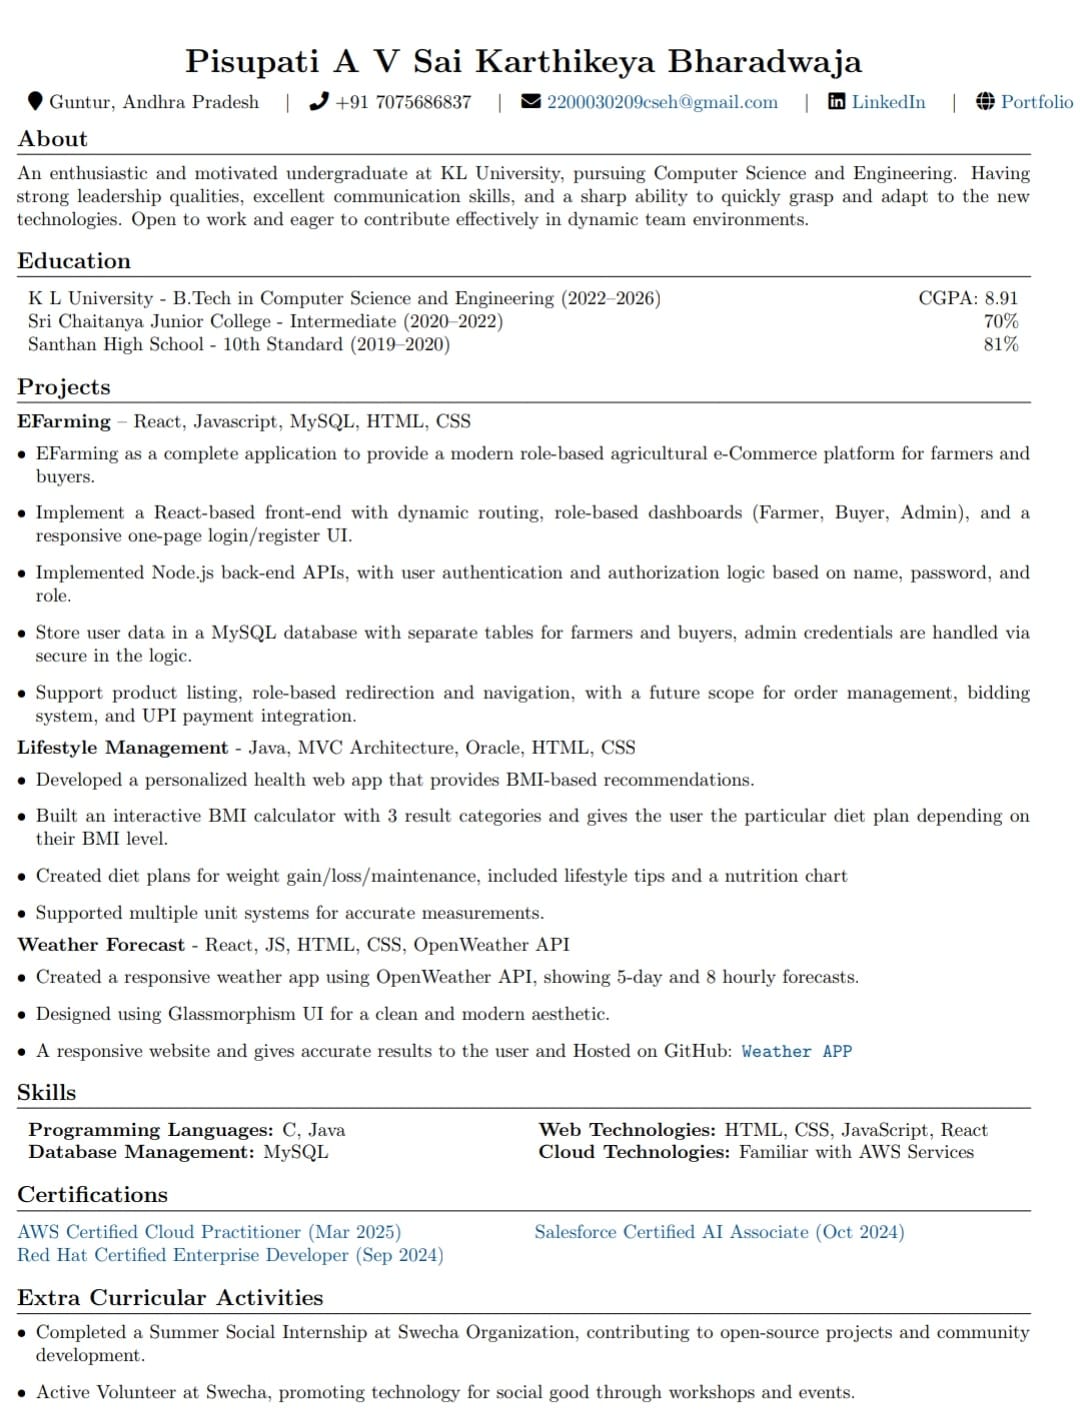 Pisupati A V Sai Karthikeya Bharadwaja
Guntur, Andhra Pradesh | +91 7075686837 | 2200030209cseh@gmail.com | LinkedIn | Portfolio
About
An enthusiastic and motivated undergraduate at KL University, pursuing Computer Science and Engineering. Having
strong leadership qualities, excellent communication skills, and a sharp ability to quickly grasp and adapt to the new
technologies. Open to work and eager to contribute effectively in dynamic team environments.
Education
K L University - B.Tech in Computer Science and Engineering (2022–2026) CGPA: 8.91
Sri Chaitanya Junior College - Intermediate (2020–2022) 70%
Santhan High School - 10th Standard (2019–2020) 81%
Projects
EFarming – React, Javascript, MySQL, HTML, CSS
• EFarming as a complete application to provide a modern role-based agricultural e-Commerce platform for farmers and
buyers.
• Implement a React-based front-end with dynamic routing, role-based dashboards (Farmer, Buyer, Admin), and a
responsive one-page login/register UI.
• Implemented Node.js back-end APIs, with user authentication and authorization logic based on name, password, and
role.
• Store user data in a MySQL database with separate tables for farmers and buyers, admin credentials are handled via
secure in the logic.
• Support product listing, role-based redirection and navigation, with a future scope for order management, bidding
system, and UPI payment integration.
Lifestyle Management - Java, MVC Architecture, Oracle, HTML, CSS
• Developed a personalized health web app that provides BMI-based recommendations.
• Built an interactive BMI calculator with 3 result categories and gives the user the particular diet plan depending on
their BMI level.
• Created diet plans for weight gain/loss/maintenance, included lifestyle tips and a nutrition chart
• Supported multiple unit systems for accurate measurements.
Weather Forecast - React, JS, HTML, CSS, OpenWeather API
• Created a responsive weather app using OpenWeather API, showing 5-day and 8 hourly forecasts.
• Designed using Glassmorphism UI for a clean and modern aesthetic.
• A responsive website and gives accurate results to the user and Hosted on GitHub: Weather APP
Skills
Programming Languages: C, Java Web Technologies: HTML, CSS, JavaScript, React
Database Management: MySQL Cloud Technologies: Familiar with AWS Services
Certifications
AWS Certified Cloud Practitioner (Mar 2025) Salesforce Certified AI Associate (Oct 2024)
Red Hat Certified Enterprise Developer (Sep 2024)
Extra Curricular Activities
• Completed a Summer Social Internship at Swecha Organization, contributing to open-source projects and community
development.
• Active Volunteer at Swecha, promoting technology for social good through workshops and events.